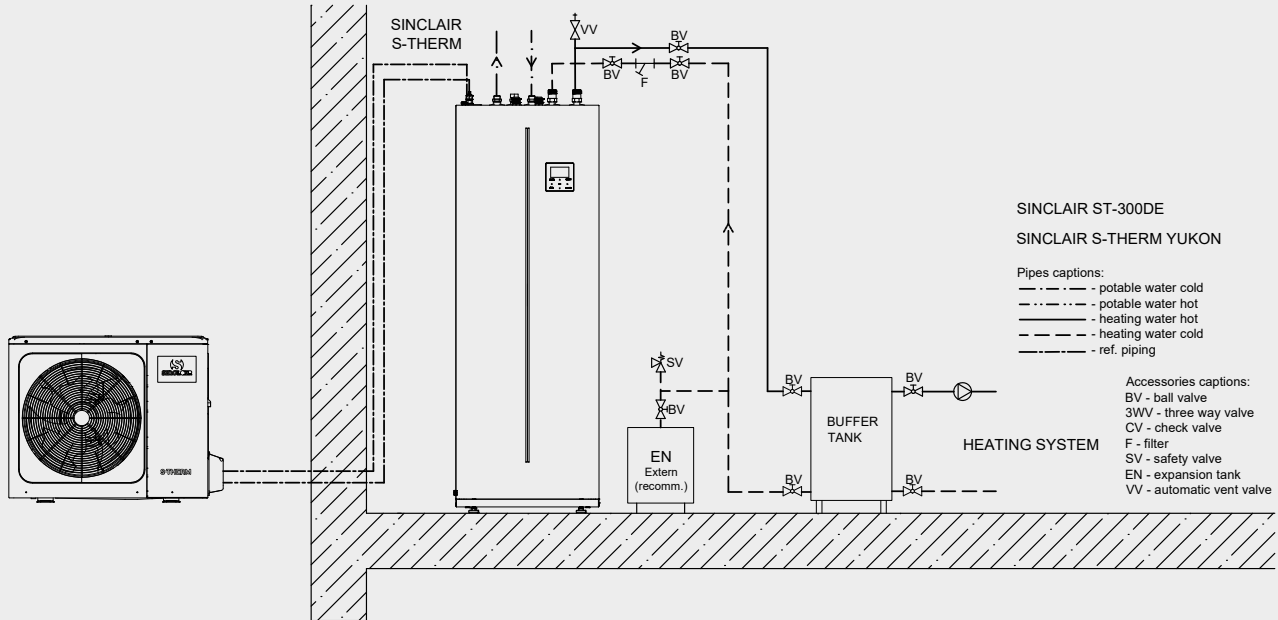 SINCLAIR
S-THERM
VV
BV
BV
BV
F
SINCLAIR ST-300DE
SINCLAIR S-THERM YUKON
Pipes captions:
- potable water cold
- potable water hot
- heating water hot
- heating water cold
- ref. piping
SINCLAIR
S-THERM
SV
BV
EN
Extern
(recomm.)
BV
BV
BUFFER
TANK
BV
BV
HEATING SYSTEM
Accessories captions:
BV - ball valve
3WV - three way valve
CV - check valve
F - filter
SV - safety valve
EN - expansion tank
VV - automatic vent valve